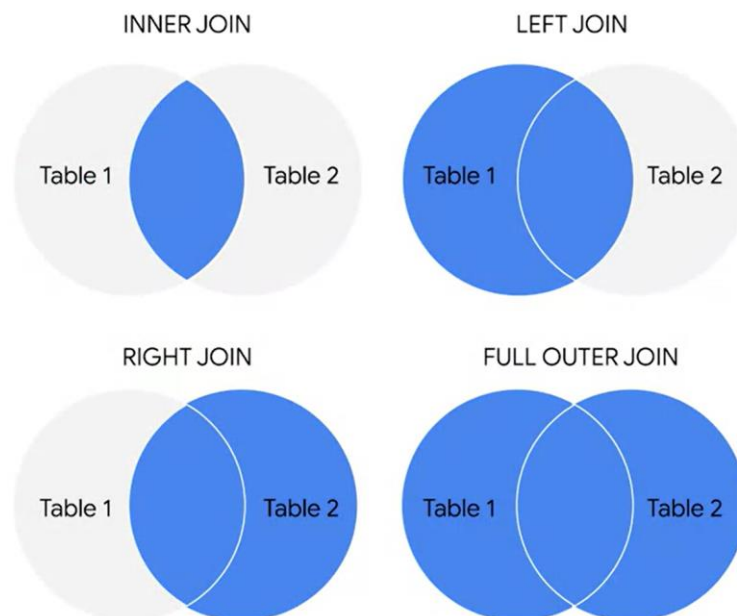 INNER JOIN
LEFT JOIN
Table 1
Table 2
Table 1
Table 2
RIGHT JOIN
FULL OUTER JOIN
Table 1
Table 2
Table 1
Table 2